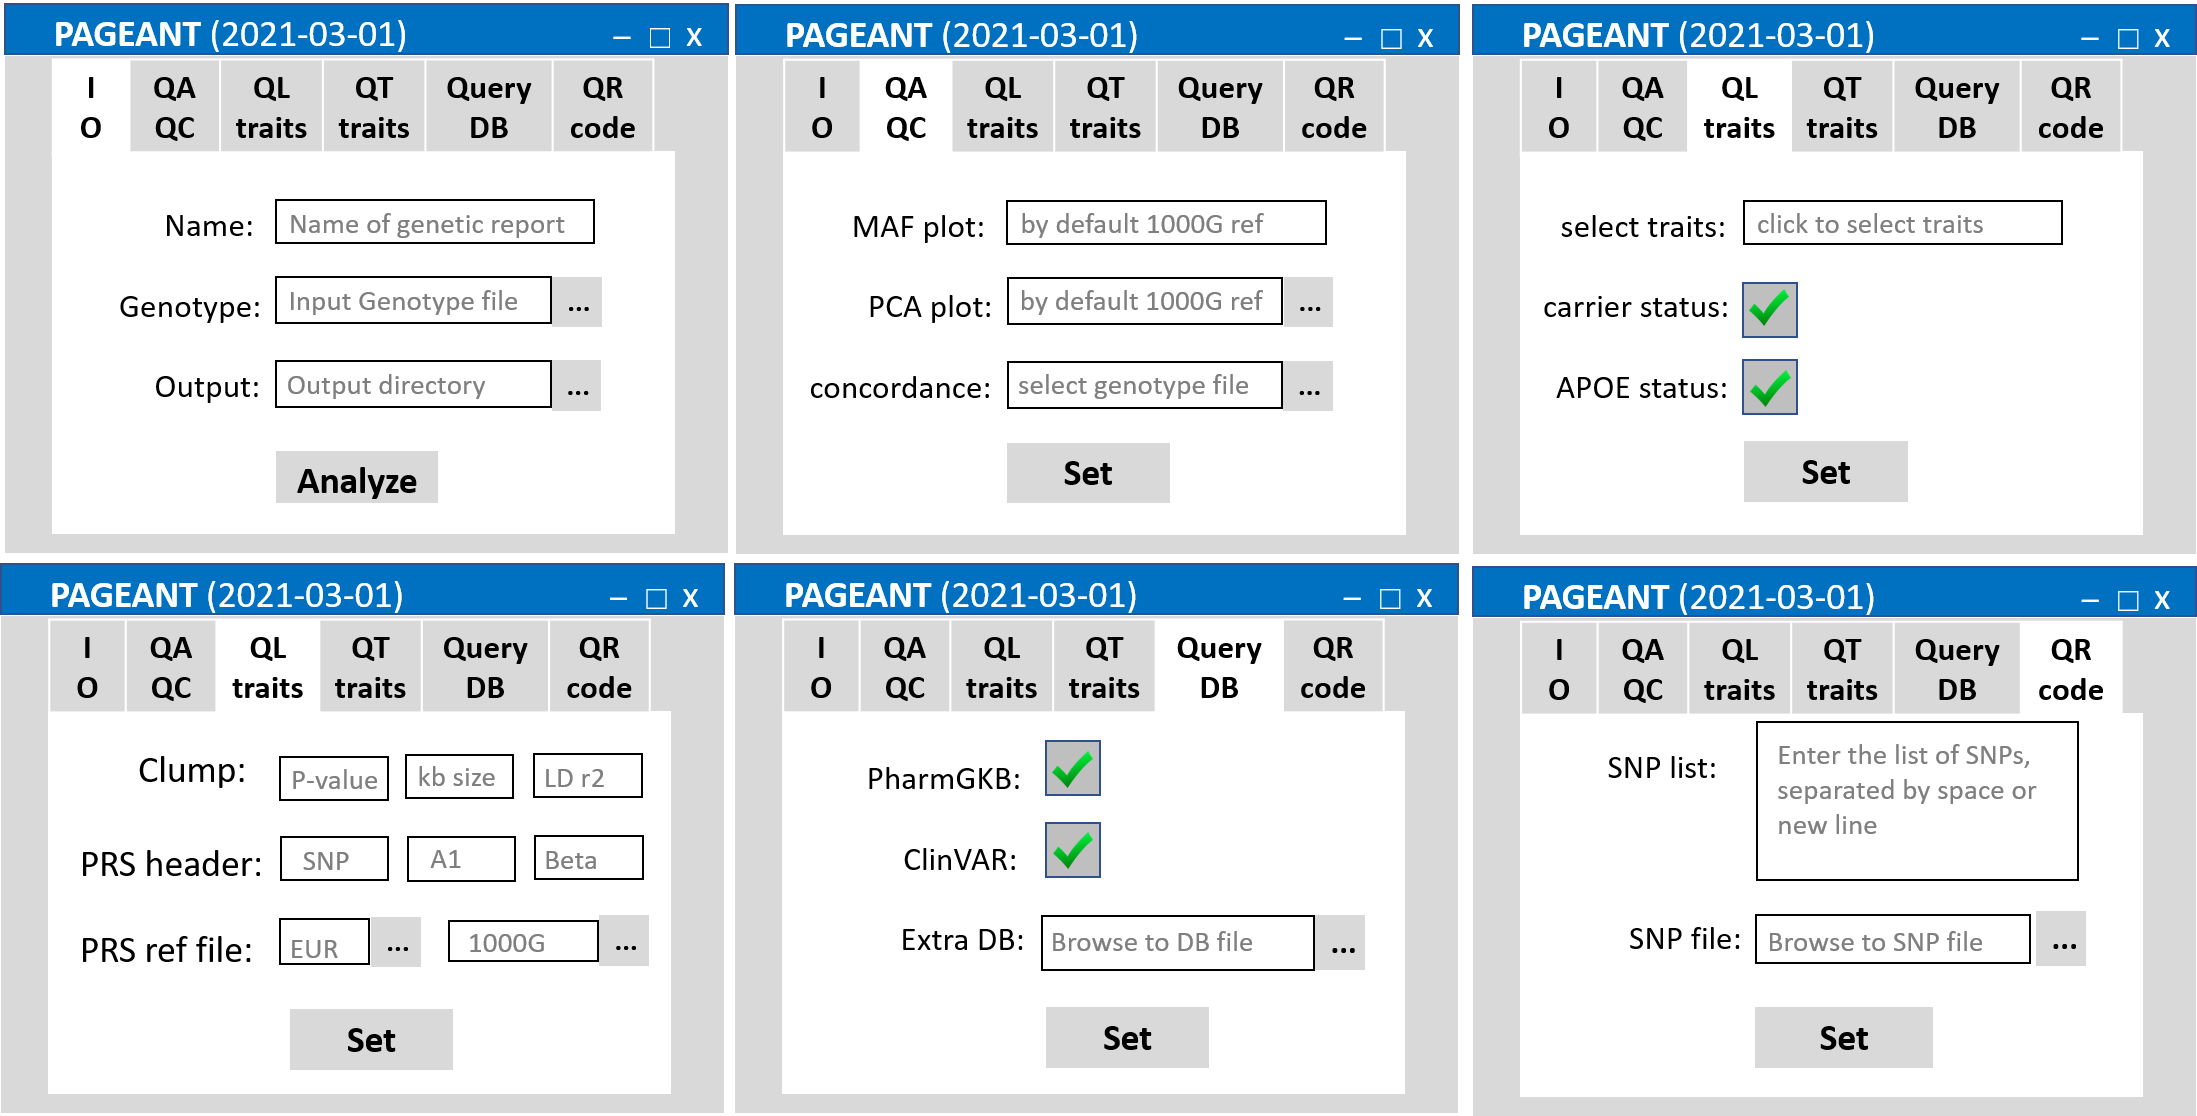 PAGEANT (2021-03-01) – □ X
I O QA QC QL traits QT traits Query DB QR code
Name: Name of genetic report
Genotype: Input Genotype file ...
Output: Output directory ...
Analyze
PAGEANT (2021-03-01) – □ X
I O QA QC QL traits QT traits Query DB QR code
MAF plot: by default 1000G ref
PCA plot: by default 1000G ref ...
concordance: select genotype file ...
Set
PAGEANT (2021-03-01) – □ X
I O QA QC QL traits QT traits Query DB QR code
select traits: click to select traits
carrier status:
APOE status:
Set
PAGEANT (2021-03-01) – □ X
I O QA QC QL traits QT traits Query DB QR code
Clump: P-value kb size LD r2
PRS header: SNP A1 Beta
PRS ref file: EUR ... 1000G ...
Set
PAGEANT (2021-03-01) – □ X
I O QA QC QL traits QT traits Query DB QR code
PharmGKB:
ClinVAR:
Extra DB: Browse to DB file ...
Set
PAGEANT (2021-03-01) – □ X
I O QA QC QL traits QT traits Query DB QR code
SNP list: Enter the list of SNPs,
separated by space or
new line
SNP file: Browse to SNP file ...
Set